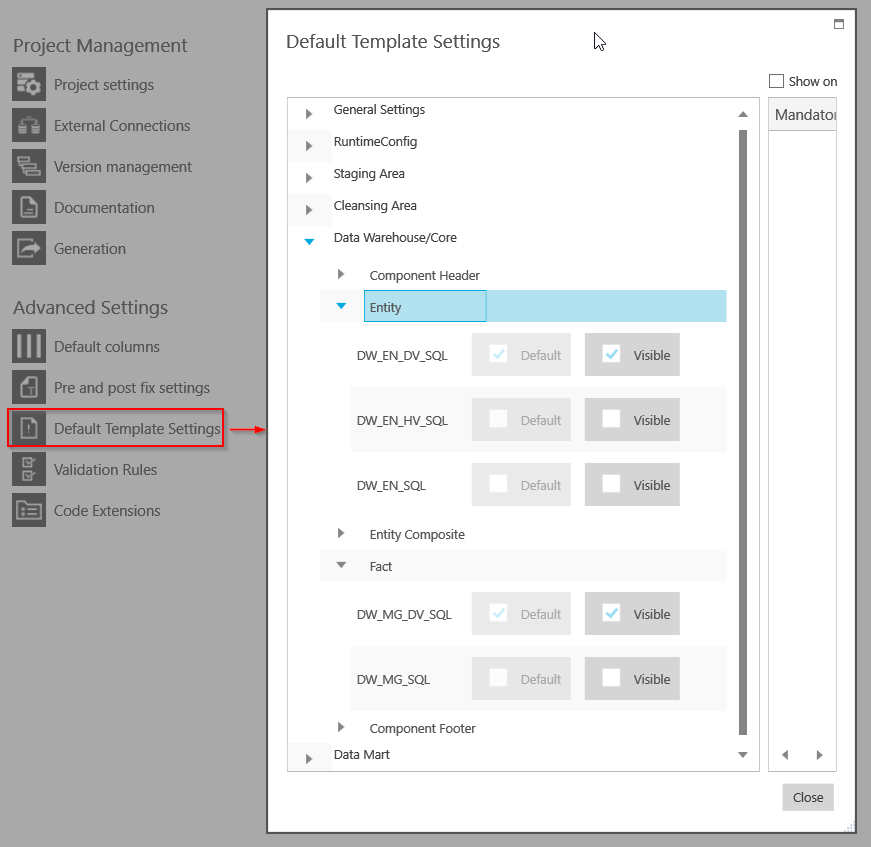 Project Management
Project settings
External Connections
Version management
Documentation
Generation
Advanced Settings
Default columns
Pre and post fix settings
Default Template Settings
Validation Rules
Code Extensions
Default Template Settings
Show on
General Settings
RuntimeConfig
Staging Area
Cleansing Area
Data Warehouse/Core
Component Header
Entity
DW_EN_DV_SQL Default Visible
DW_EN_HV_SQL Default Visible
DW_EN_SQL Default Visible
Entity Composite
Fact
DW_MG_DV_SQL Default Visible
DW_MG_SQL Default Visible
Component Footer
Data Mart
Mandator
Close